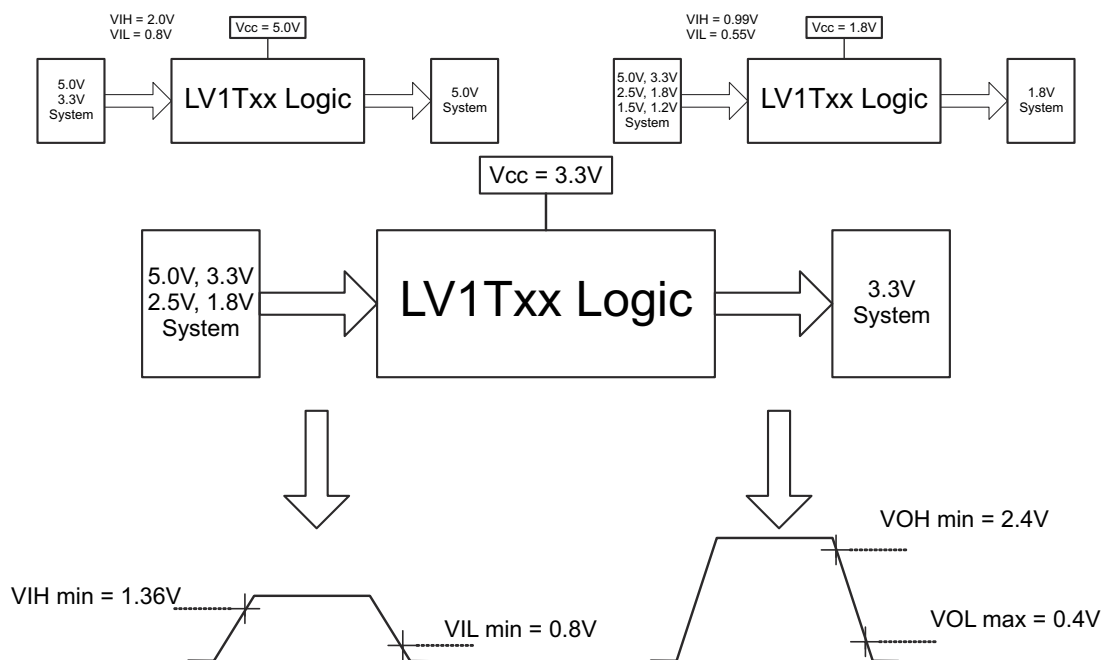 VIH = 2.0V
VIL = 0.8V
Vcc = 5.0V
5.0V
3.3V
System
LV1Txx Logic
5.0V
System
VIH = 0.99V
VIL = 0.55V
Vcc = 1.8V
5.0V, 3.3V
2.5V, 1.8V
1.5V, 1.2V
System
LV1Txx Logic
1.8V
System
Vcc = 3.3V
5.0V, 3.3V
2.5V, 1.8V
System
LV1Txx Logic
3.3V
System
VIH min = 1.36V
VIL min = 0.8V
VOH min = 2.4V
VOL max = 0.4V